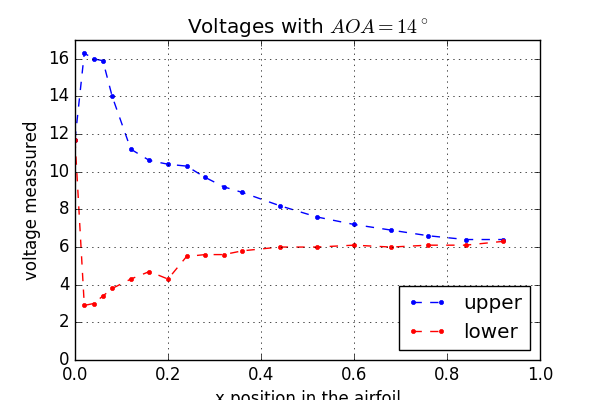 Voltages with AOA = 14°
voltage meassured
16
14
12
10
8
6
4
2
0
0.0 0.2 0.4 0.6 0.8 1.0
upper
lower
x position in the airfoil